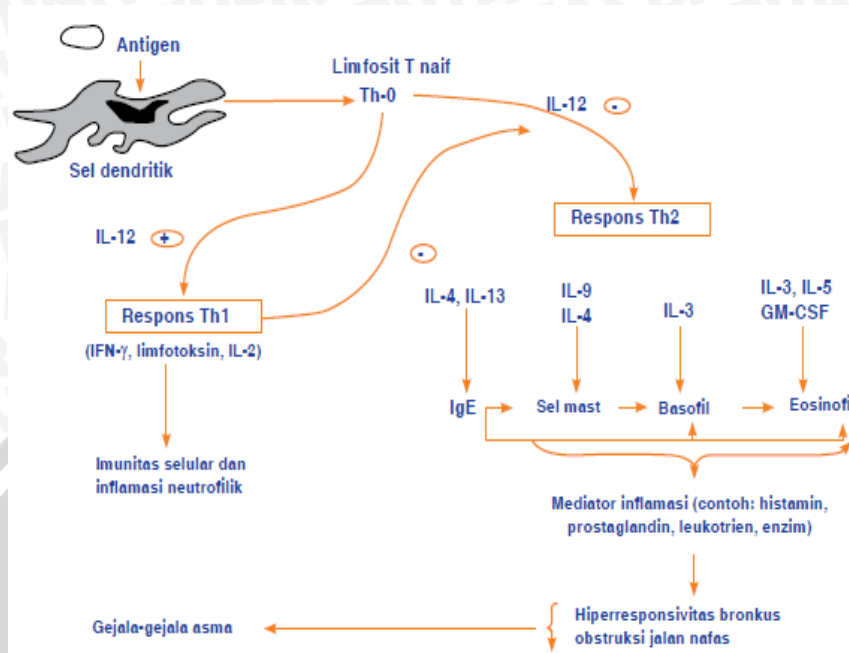 Antigen
Limfosit T naif
Th-0
IL-12 -
Sel dendritik
Respons Th2
IL-12 +
-
IL-4, IL-13
IL-9
IL-4
IL-3
IL-3, IL-5
GM-CSF
Respons Th1
(IFN-γ, limfotoksin, IL-2)
IgE
Sel mast
Basofil
Eosinofi
Imunitas selular dan
inflamasi neutrofilik
Mediator inflamasi (contoh: histamin,
prostaglandin, leukotrien, enzim)
Hiperresponsivitas bronkus
obstruksi jalan nafas
Gejala-gejala asma